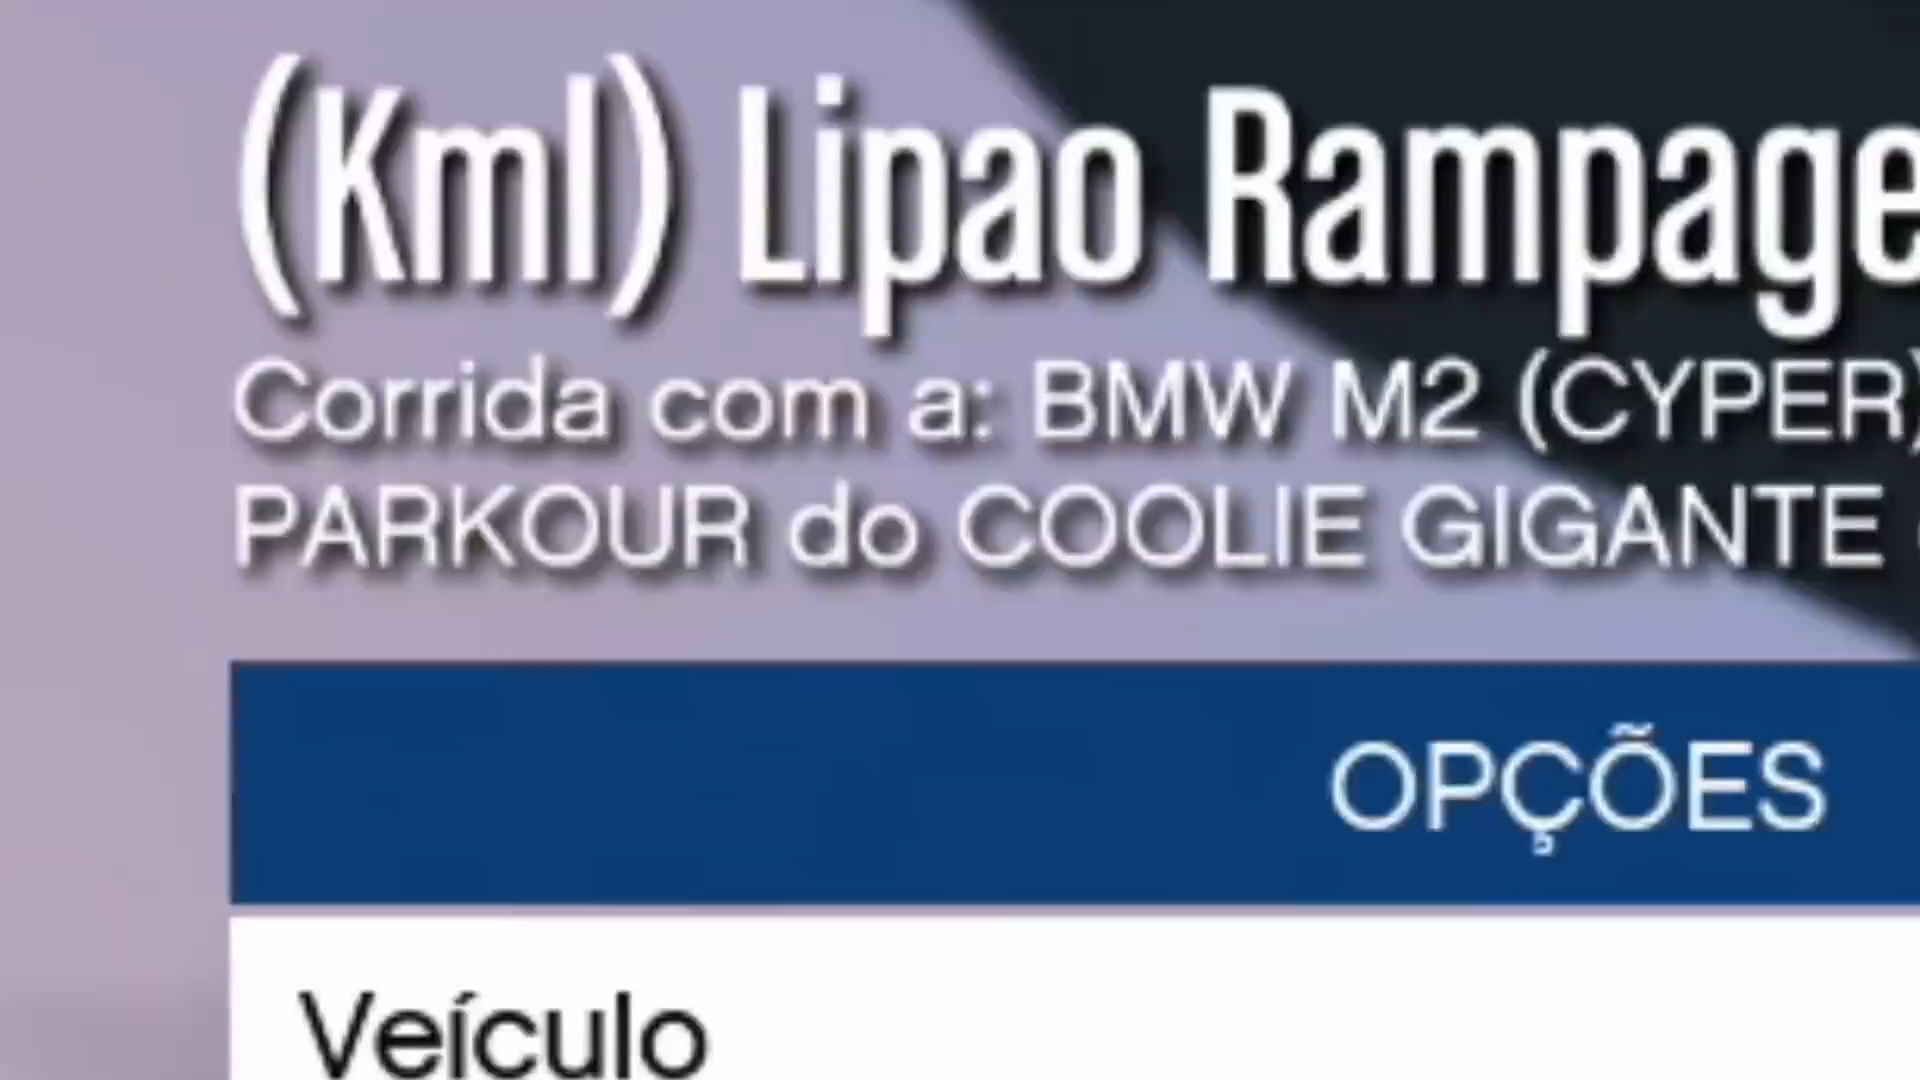 (Kml) Lipao Rampage
Corrida com a: BMW M2 (CYPER)
PARKOUR do COOLIE GIGANTE
OPÇÕES
Veículo